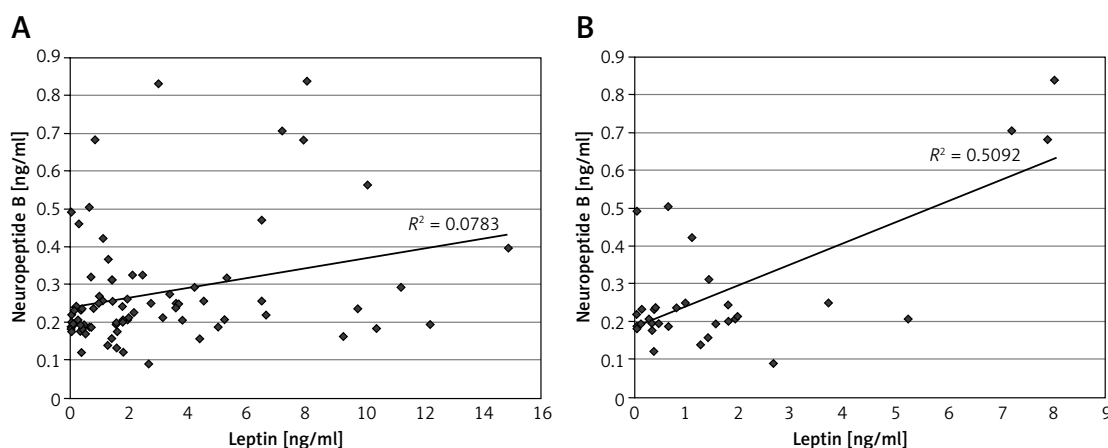 A
Neuropeptide B [ng/ml]
0.9
0.8
0.7
0.6
0.5
0.4
0.3
0.2
0.1
0
R² = 0.0783
0 2 4 6 8 10 12 14 16
Leptin [ng/ml]
B
Neuropeptide B [ng/ml]
0.9
0.8
0.7
0.6
0.5
0.4
0.3
0.2
0.1
0
R² = 0.5092
0 1 2 3 4 5 6 7 8 9
Leptin [ng/ml]